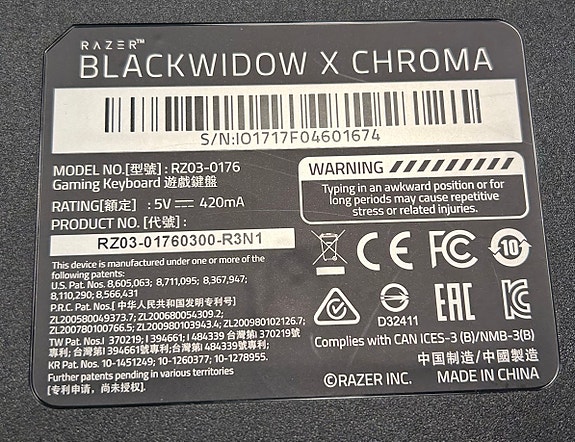 RAZER™
BLACKWIDOW X CHROMA
S/N:IO1717F04601674
MODEL NO.[型號] : RZ03-0176
Gaming Keyboard 遊戲鍵盤
RATING[額定] : 5V ⎓ 420mA
PRODUCT NO. [代號] :
RZ03-01760300-R3N1
This device is manufactured under one or more of the
following patents:
U.S. Pat. Nos. 8,605,063; 8,711,095; 8,367,947;
8,110,290; 8,566,431
P.R.C. Pat. Nos.[中华人民共和国发明专利号]
ZL200580049373.7; ZL200680054309.2;
ZL200780100766.5; ZL200980103943.4; ZL200980102126.7;
TW Pat. Nos.I 370219; I 394661; I 484339 台灣第I 370219號
專利; 台灣第I 394661號專利; 台灣第I 484339號專利;
KR Pat. Nos. 10-1451249, 10-1260377; 10-1278955.
Further patents pending in various territories
[专利申请，尚未授权].
WARNING
Typing in an awkward position or for
long periods may cause repetitive
stress or related injuries.
CE FC 10
D32411 EAC
Complies with CAN ICES-3 (B)/NMB-3(B)
中国制造/中國製造
©RAZER INC. MADE IN CHINA